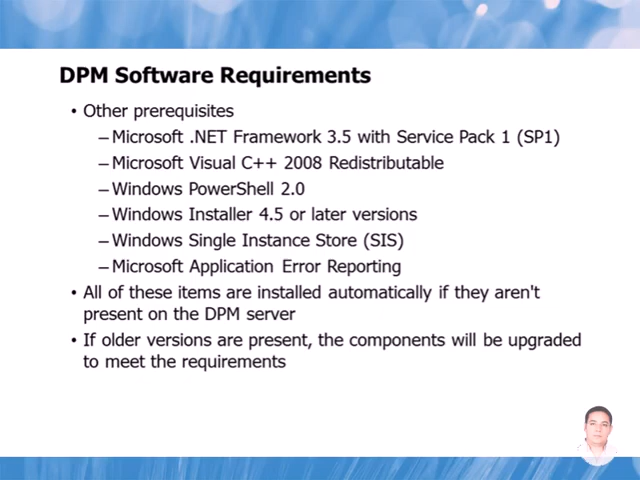 DPM Software Requirements
• Other prerequisites
– Microsoft .NET Framework 3.5 with Service Pack 1 (SP1)
– Microsoft Visual C++ 2008 Redistributable
– Windows PowerShell 2.0
– Windows Installer 4.5 or later versions
– Windows Single Instance Store (SIS)
– Microsoft Application Error Reporting
• All of these items are installed automatically if they aren't
present on the DPM server
• If older versions are present, the components will be upgraded
to meet the requirements